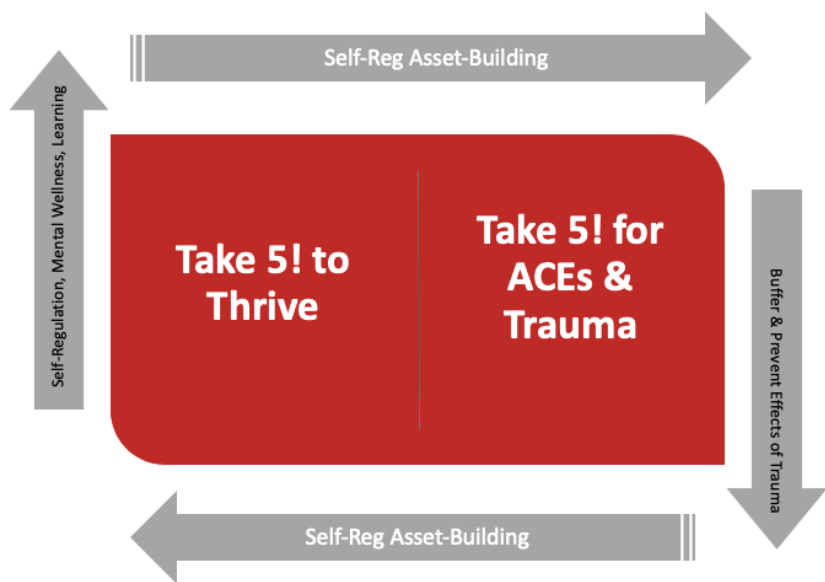 Self-Reg Asset-Building
Self-Regulation, Mental Wellness, Learning
Take 5! to
Thrive
Take 5! for
ACEs &
Trauma
Buffer & Prevent Effects of Trauma
Self-Reg Asset-Building